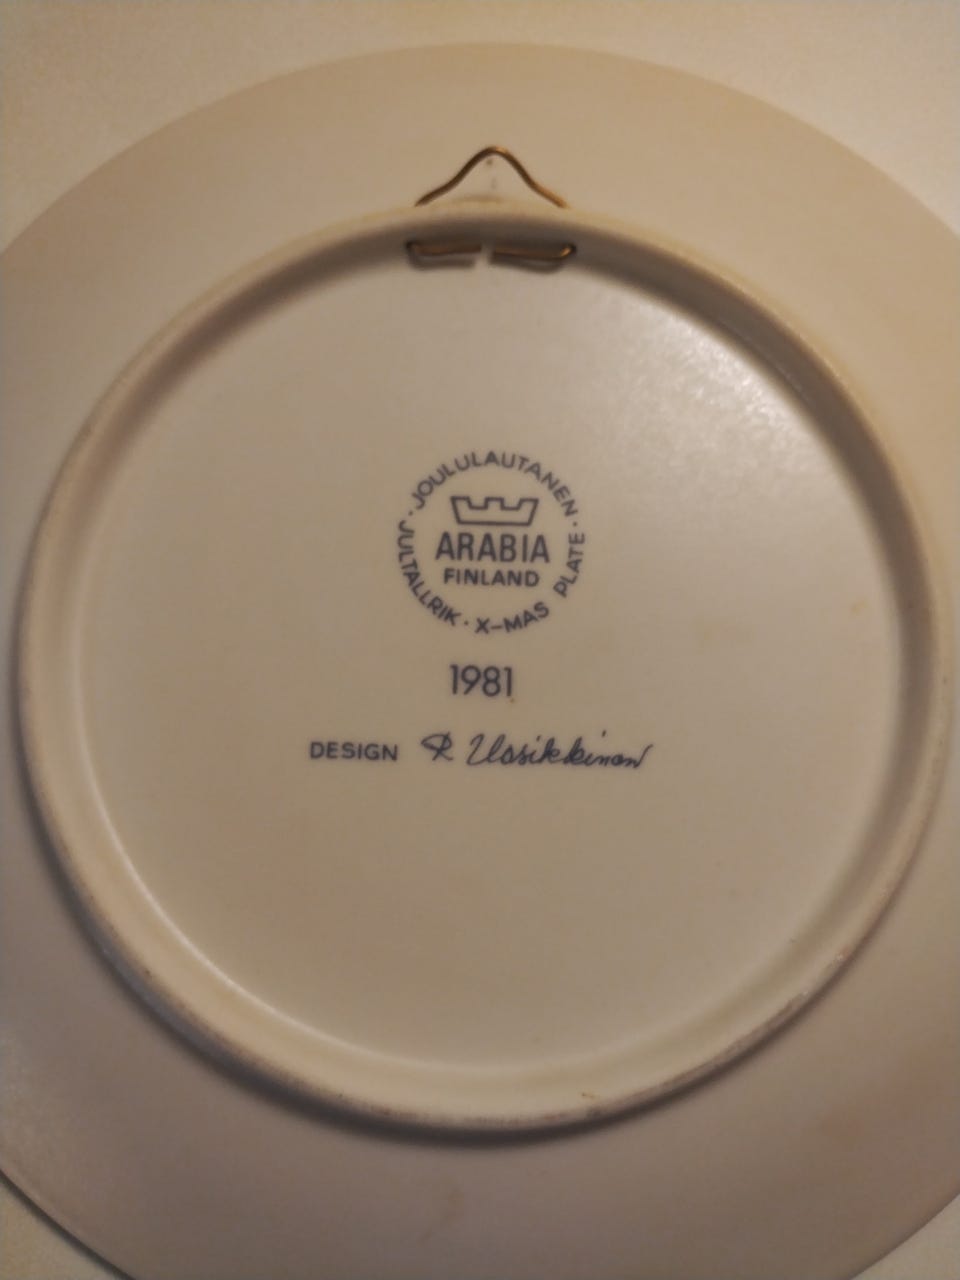 JOULULAUTANEN · JULTALLRIK · X-MAS PLATE ·
ARABIA
FINLAND
1981
DESIGN R Uosikkinen